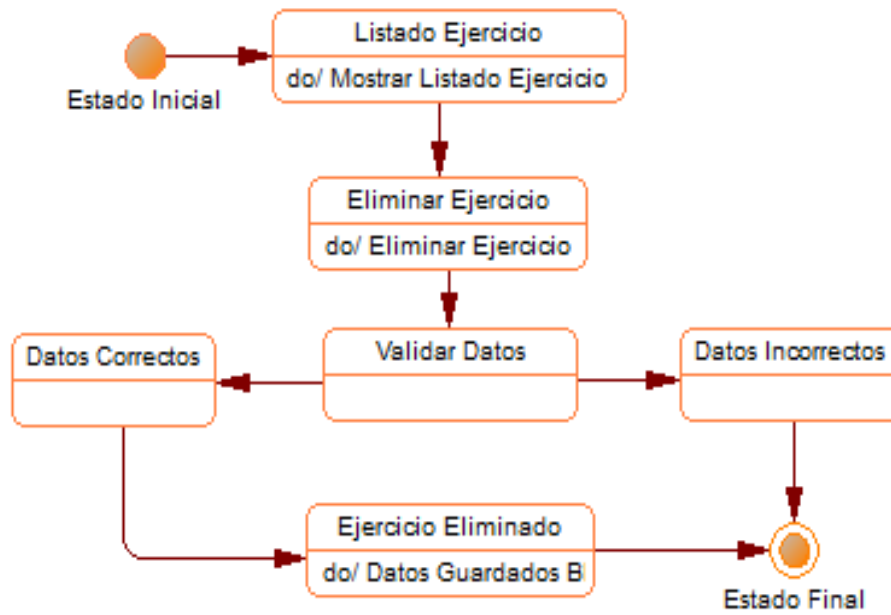 Listado Ejercicio
do/ Mostrar Listado Ejercicio
Estado Inicial
Eliminar Ejercicio
do/ Eliminar Ejercicio
Datos Correctos
Validar Datos
Datos Incorrectos
Ejercicio Eliminado
do/ Datos Guardados
Estado Final